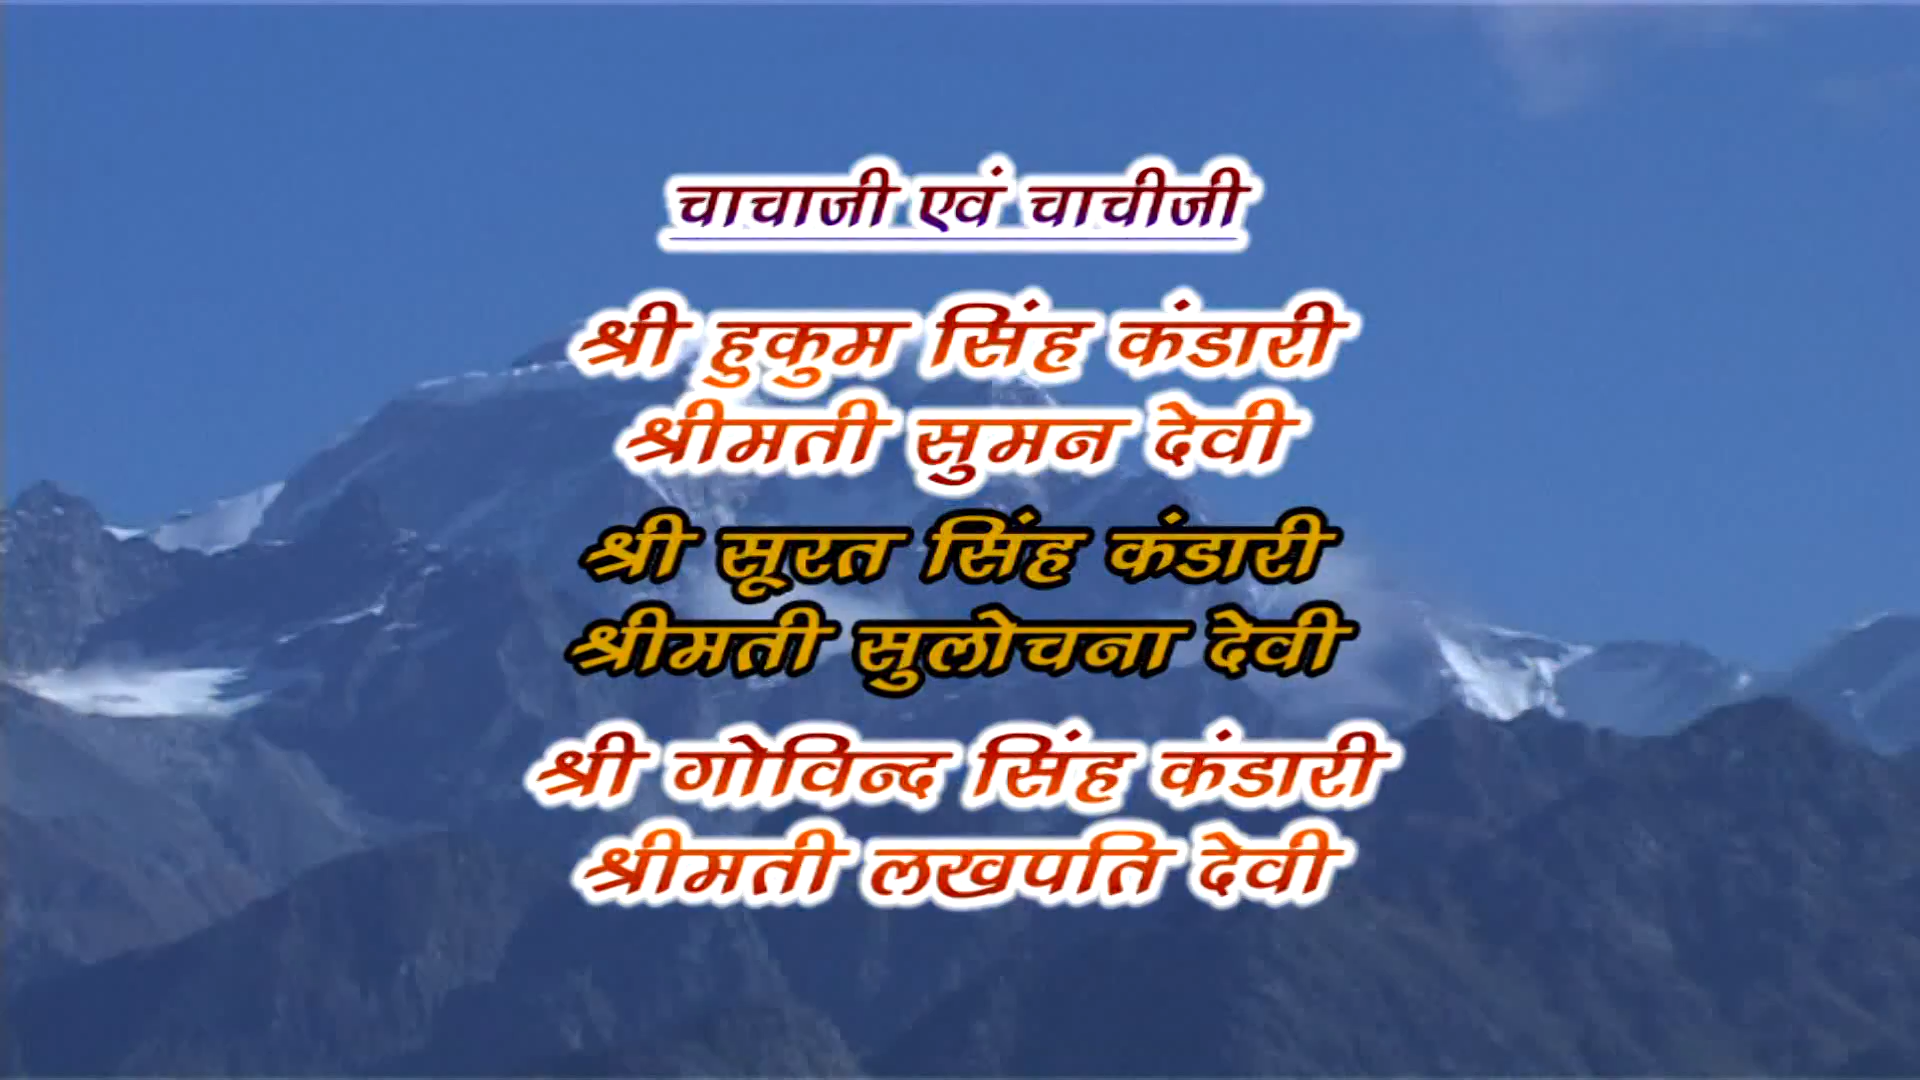 चाचाजी एवं चाचीजी
श्री हुकुम सिंह कंडारी
श्रीमती सुमन देवी
श्री सूरत सिंह कंडारी
श्रीमती सुलोचना देवी
श्री गोविन्द सिंह कंडारी
श्रीमती लखपति देवी